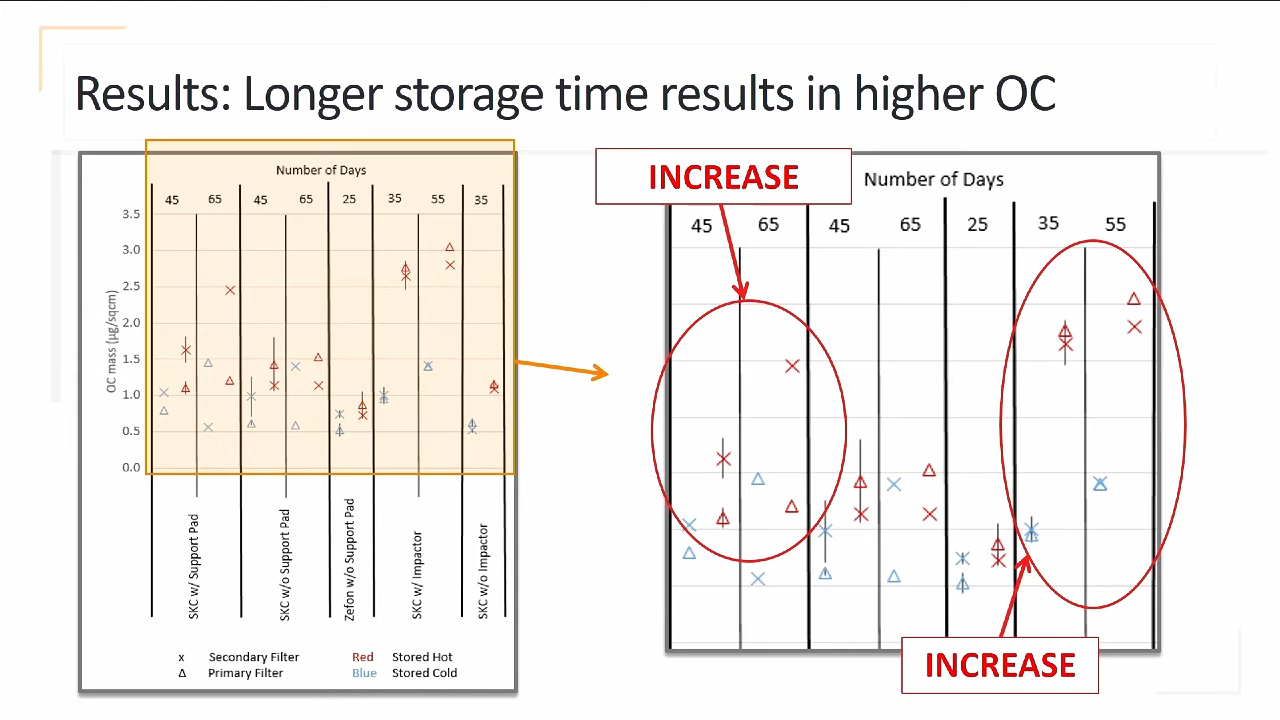 Results: Longer storage time results in higher OC
Number of Days
45 65 45 65 25 35 55 35
3.5
3.0
2.5
2.0
1.5
1.0
0.5
0.0
OC mass (µg/sqcm)
SKC w/ Support Pad
SKC w/o Support Pad
Zefon w/o Support Pad
SKC w/ Impactor
SKC w/o Impactor
x Secondary Filter Red Stored Hot
Δ Primary Filter Blue Stored Cold
INCREASE
Number of Days
45 65 45 65 25 35 55
INCREASE